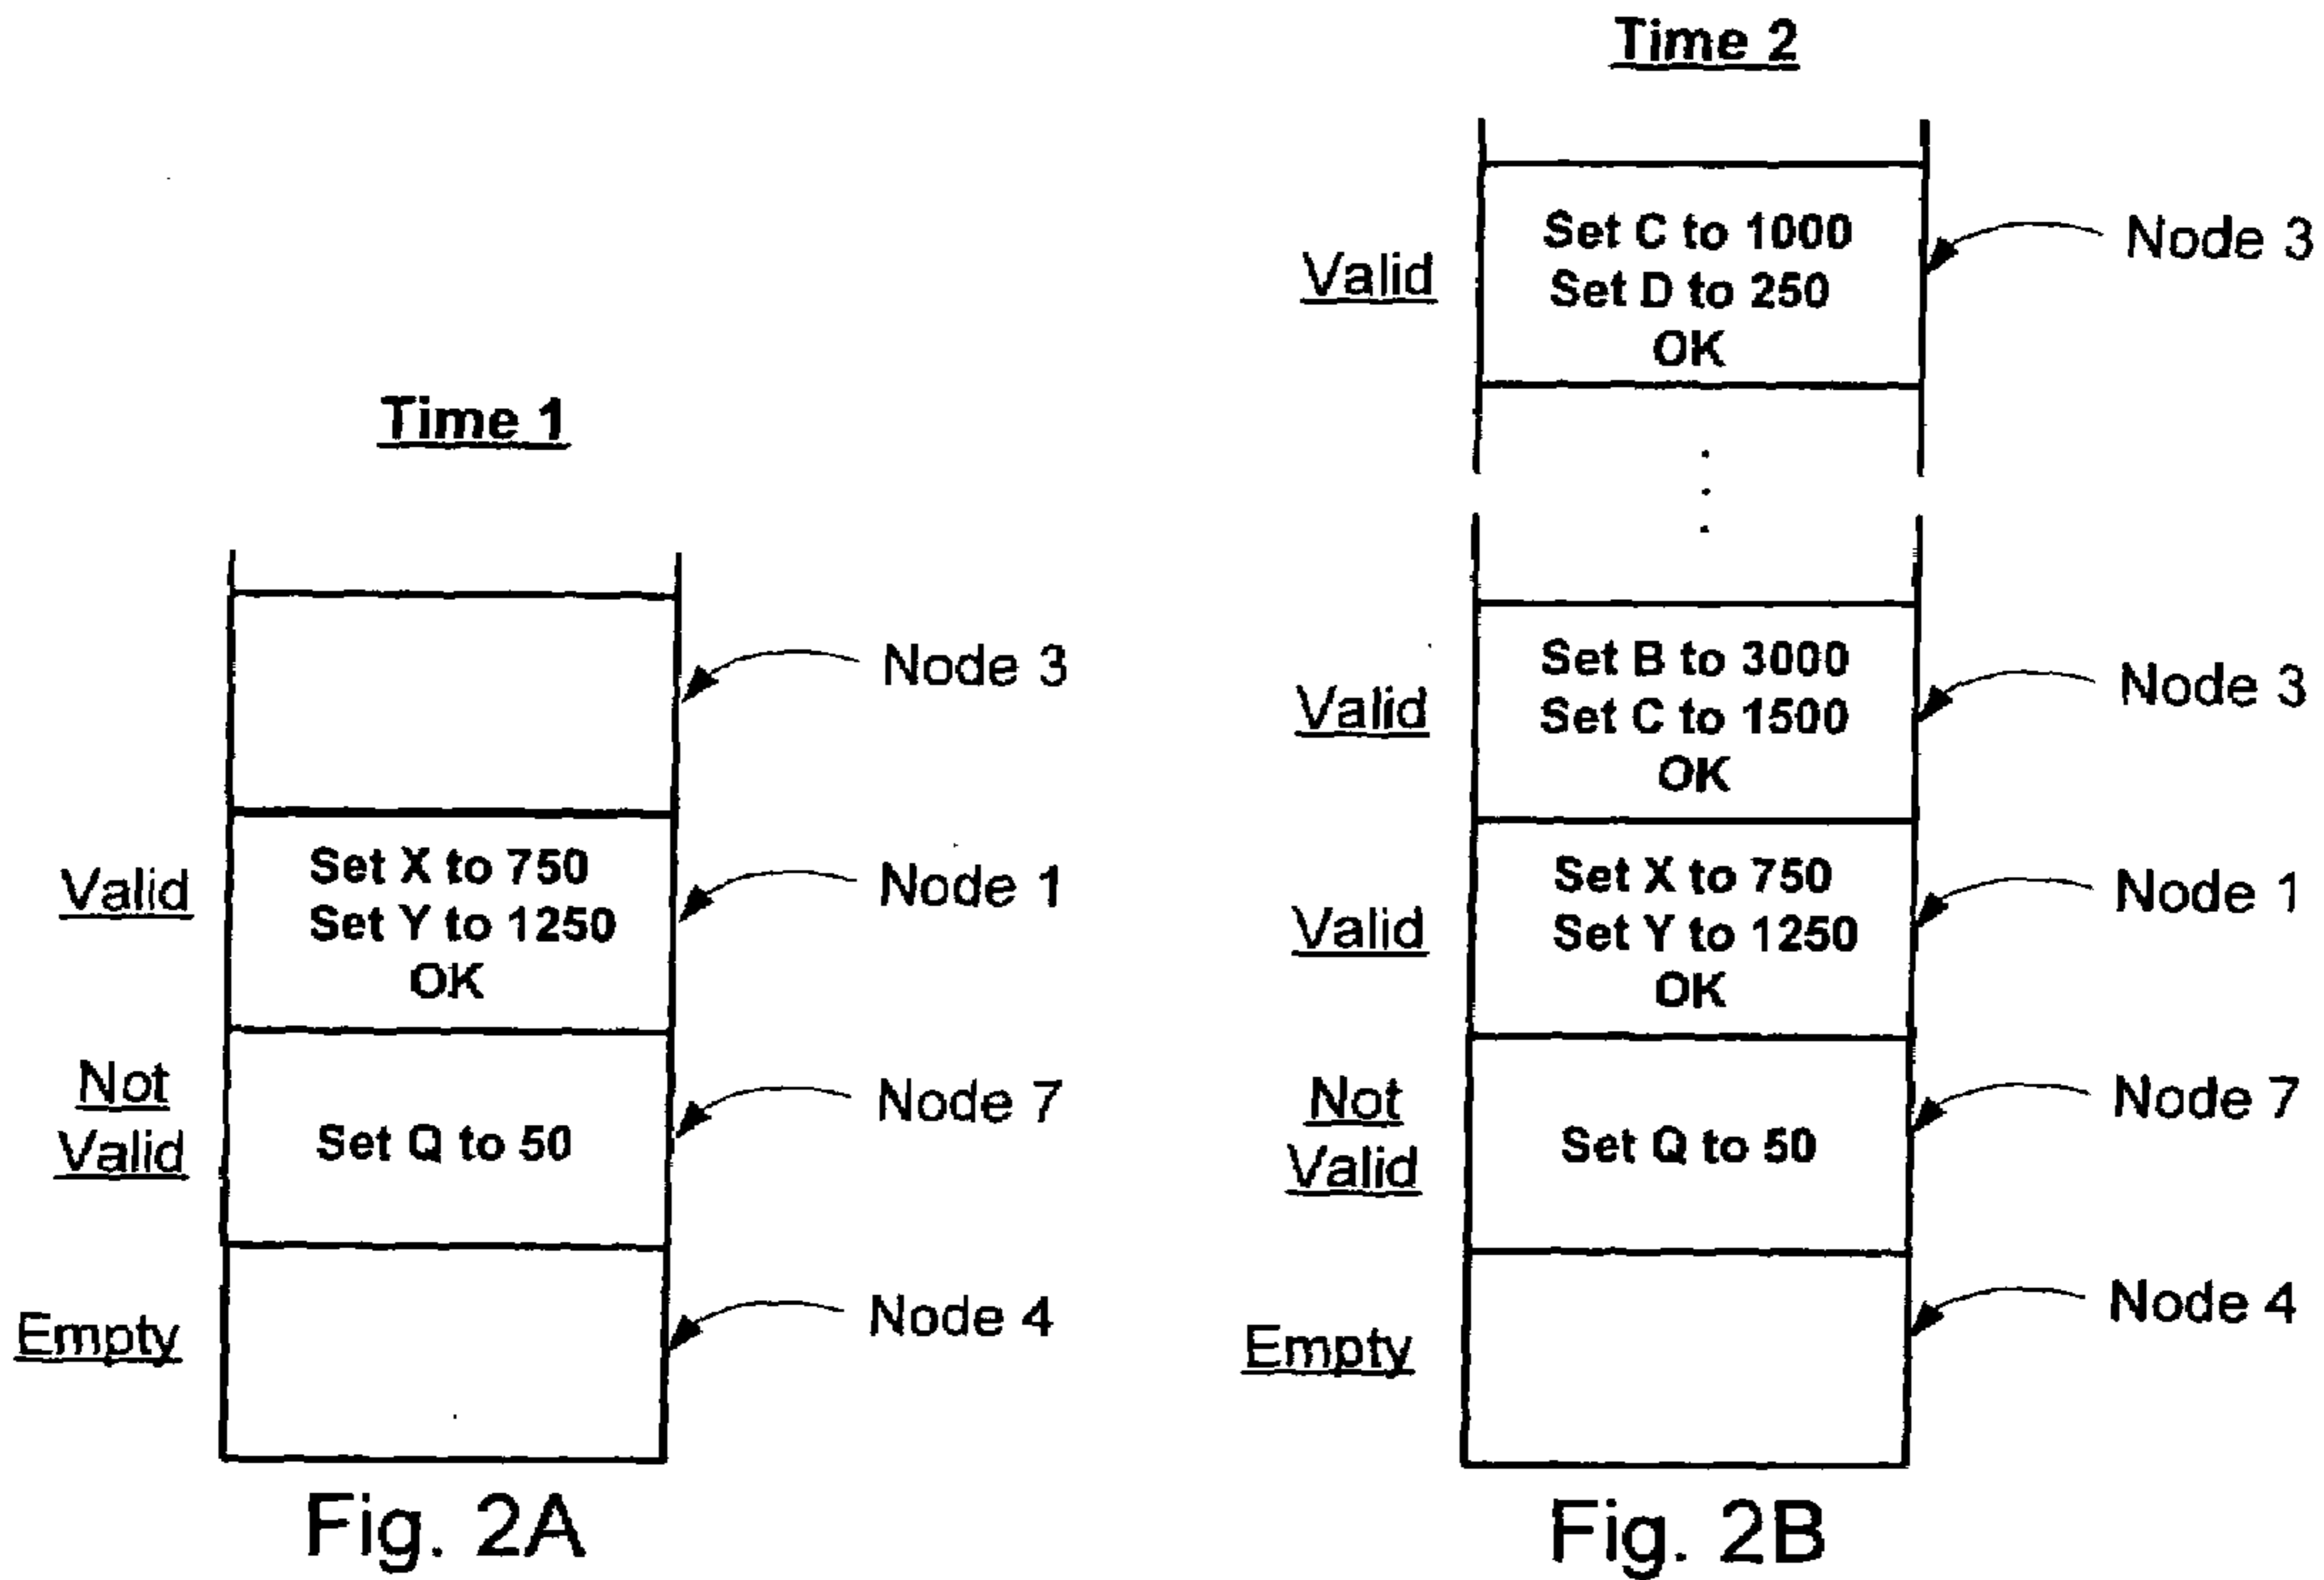 Time 1
Node 3
Valid
Set X to 750
Set Y to 1250
OK
Node 1
Not
Valid
Set Q to 50
Node 7
Empty
Node 4
Fig. 2A
Time 2
Valid
Set C to 1000
Set D to 250
OK
Node 3
Valid
Set B to 3000
Set C to 1500
OK
Node 3
Valid
Set X to 750
Set Y to 1250
OK
Node 1
Not
Valid
Set Q to 50
Node 7
Empty
Node 4
Fig. 2B